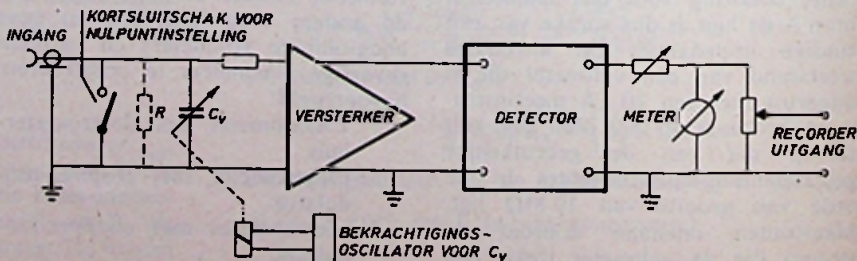 KORTSLUITSCHAK. VOOR
NULPUNTINSTELLING
INGANG
R
Cv
VERSTERKER
DETECTOR
METER
RECORDER
UITGANG
BEKRACHTIGINGS-
OSCILLATOR VOOR Cv